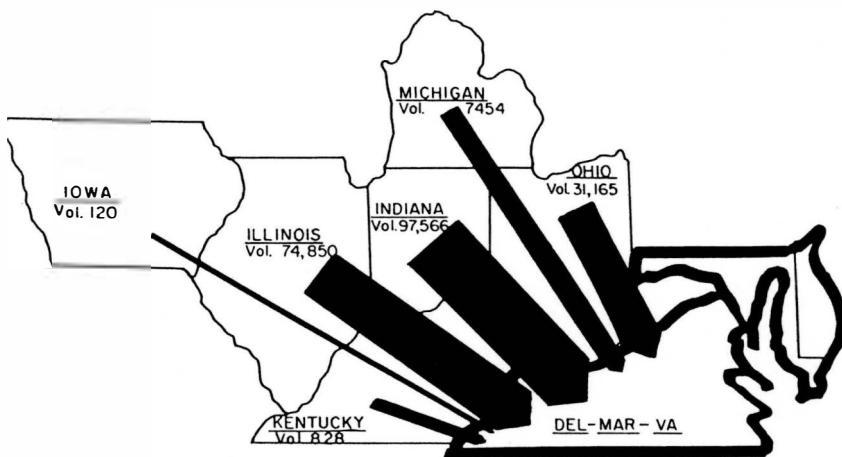 MICHIGAN
Vol. 7454
OHIO
Vol. 31,165
IOWA
Vol. 120
INDIANA
Vol. 97,566
ILLINOIS
Vol. 74,850
KENTUCKY
Vol. 828
DEL-MAR-VA